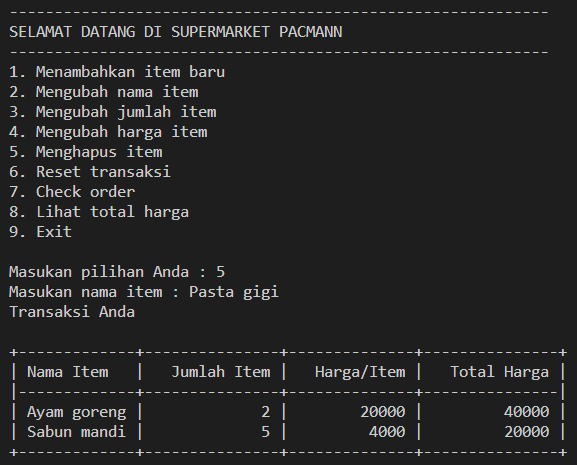 ------------------------------------------------------------
SELAMAT DATANG DI SUPERMARKET PACMANN
------------------------------------------------------------
1. Menambahkan item baru
2. Mengubah nama item
3. Mengubah jumlah item
4. Mengubah harga item
5. Menghapus item
6. Reset transaksi
7. Check order
8. Lihat total harga
9. Exit

Masukan pilihan Anda : 5
Masukan nama item : Pasta gigi
Transaksi Anda

+-------------+---------------+--------------+---------------+
| Nama Item   |   Jumlah Item |   Harga/Item |   Total Harga |
|-------------+---------------+--------------+---------------|
| Ayam goreng |             2 |        20000 |         40000 |
| Sabun mandi |             5 |         4000 |         20000 |
+-------------+---------------+--------------+---------------+